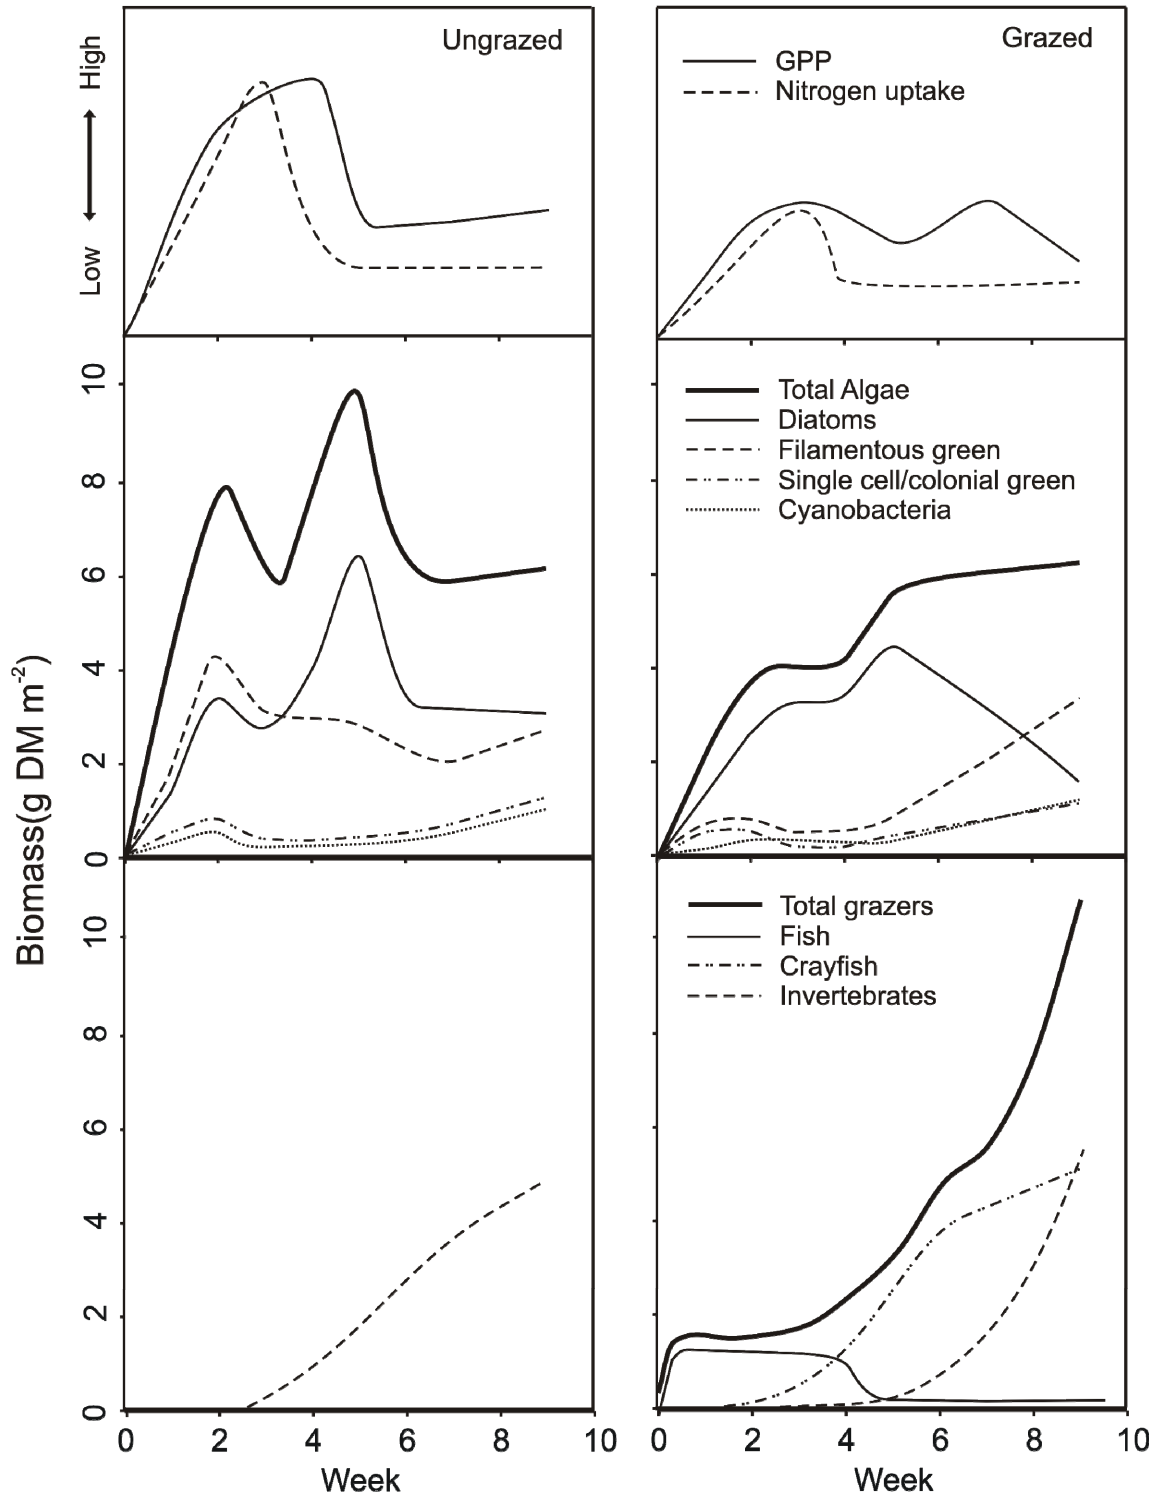 Ungrazed
High
Low
Grazed
GPP
Nitrogen uptake
Biomass(g DM m-2)
10
8
6
4
2
0
Total Algae
Diatoms
Filamentous green
Single cell/colonial green
Cyanobacteria
10
8
6
4
2
0
Total grazers
Fish
Crayfish
Invertebrates
0 2 4 6 8 10
Week
0 2 4 6 8 10
Week